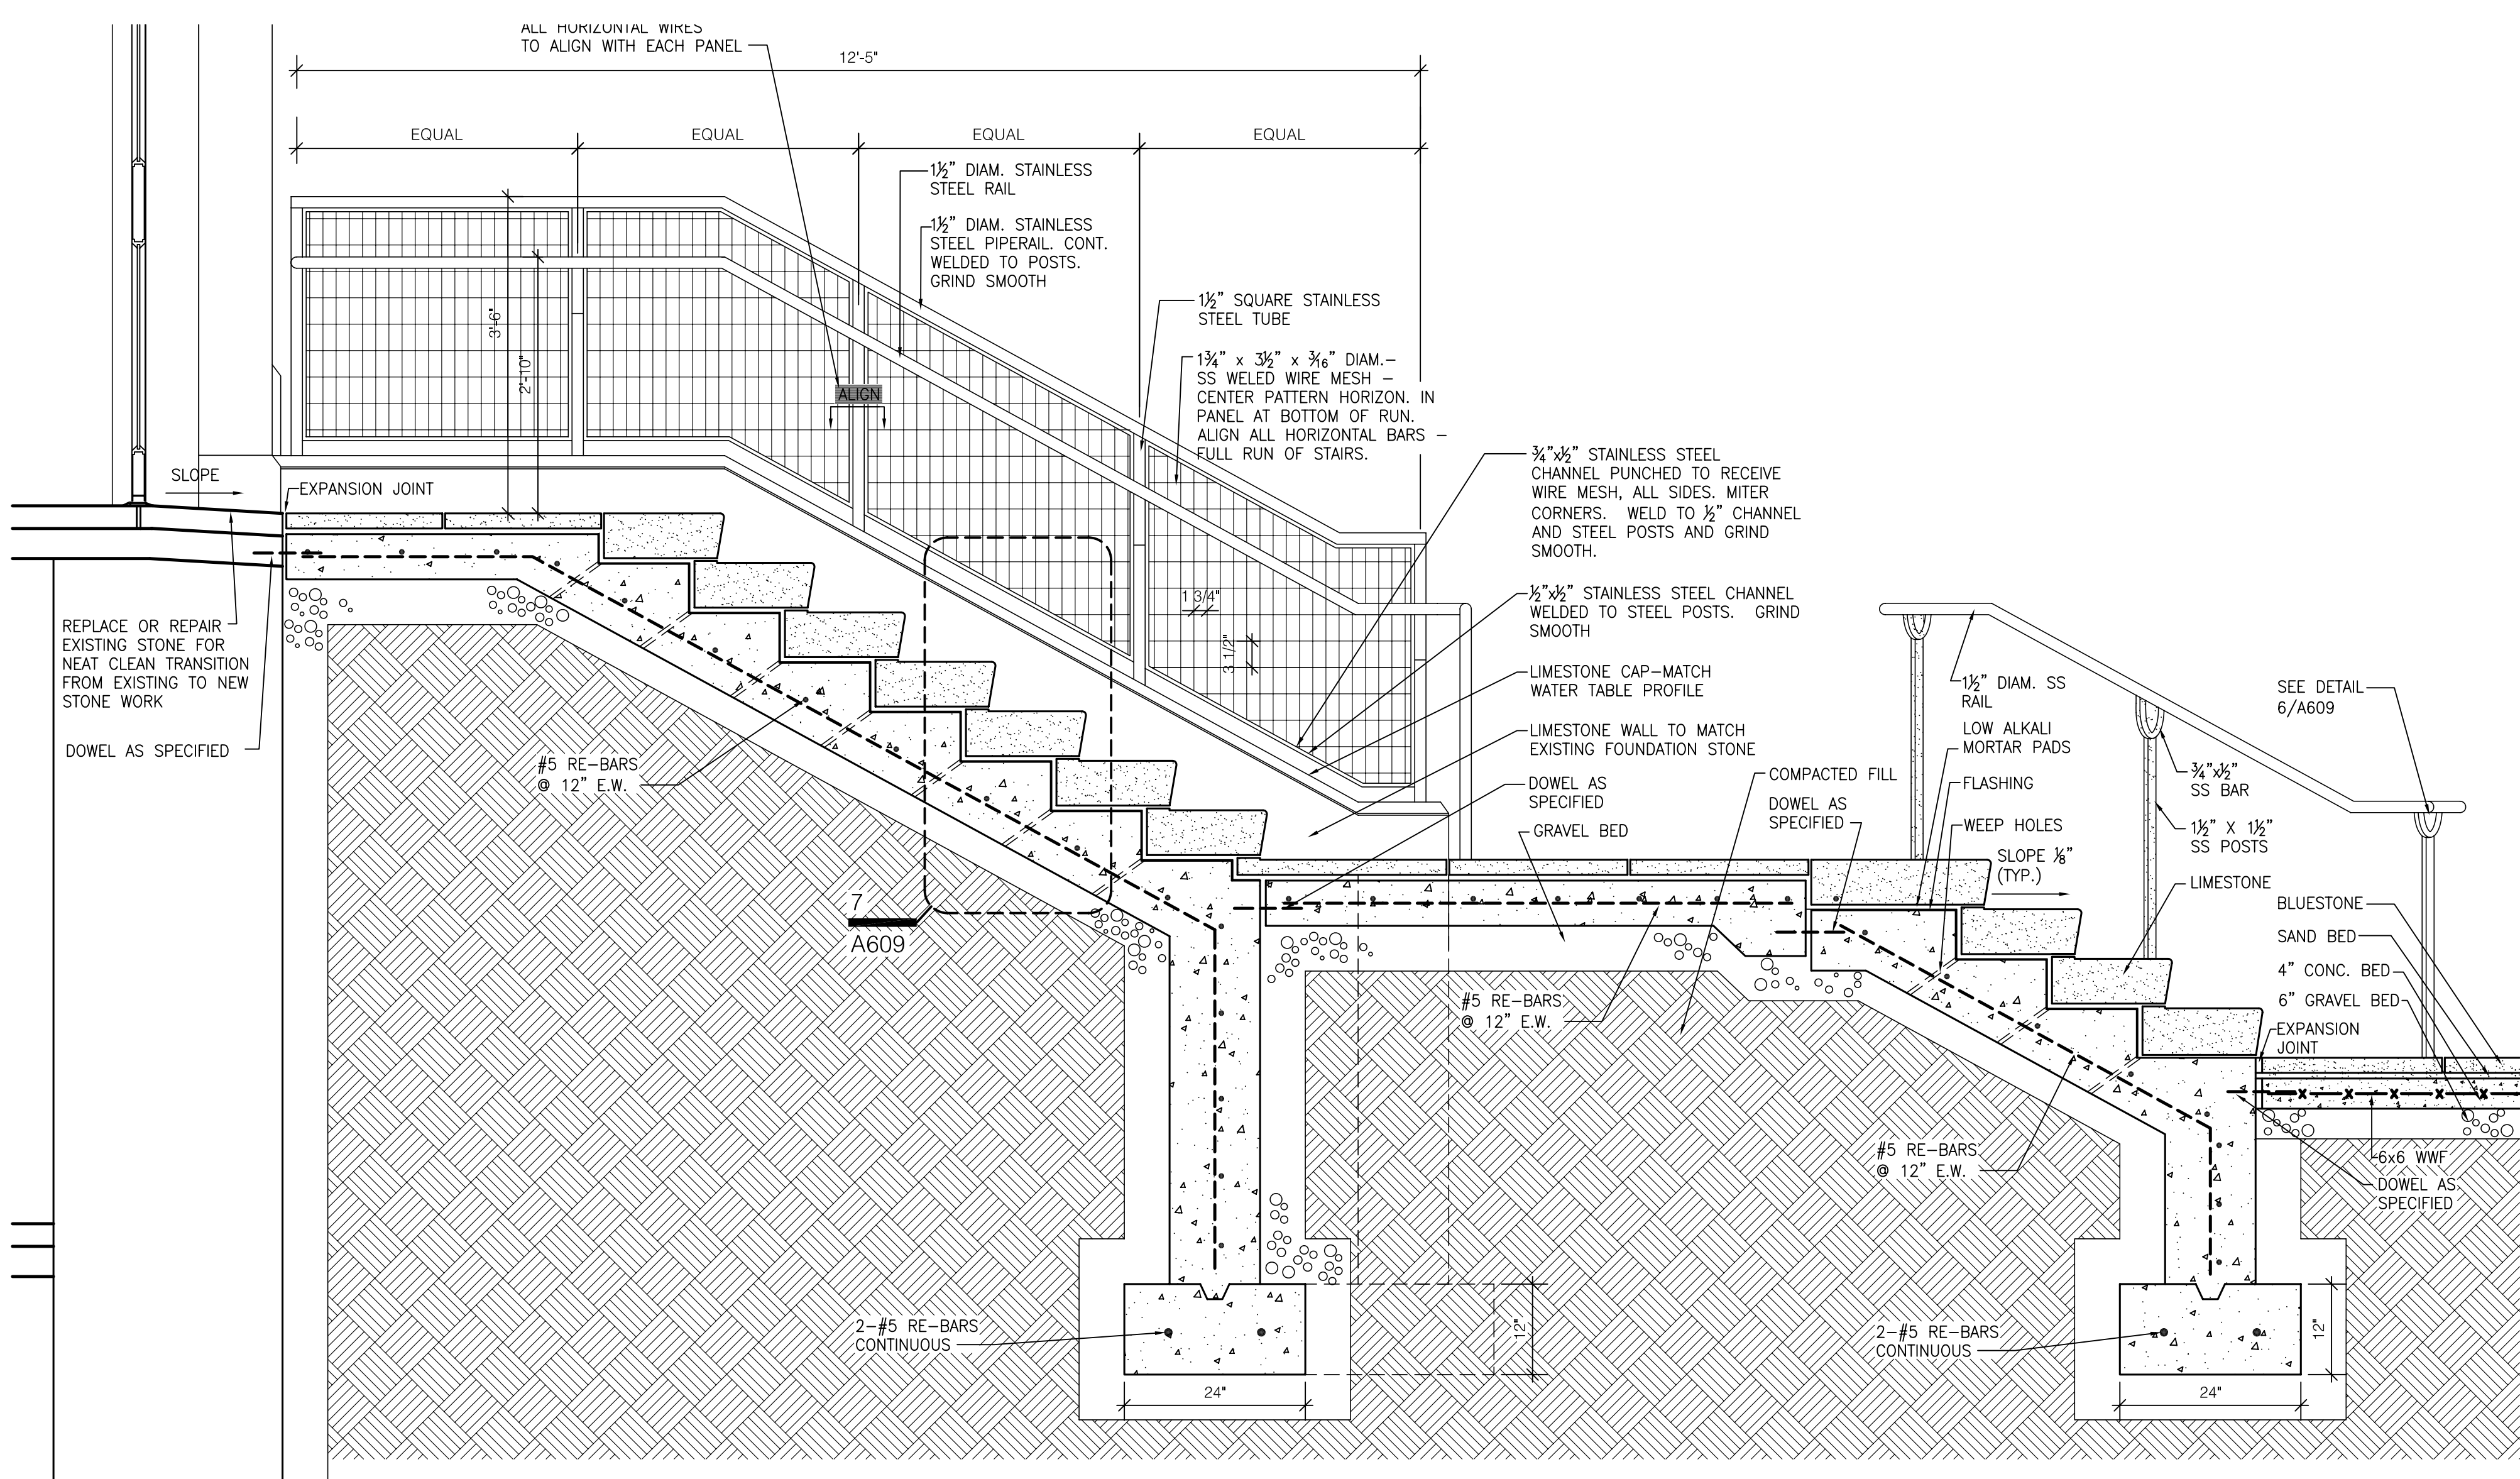 ALL HORIZONTAL WIRES
TO ALIGN WITH EACH PANEL
12'-5"
EQUAL
EQUAL
EQUAL
EQUAL
1½" DIAM. STAINLESS
STEEL RAIL
1½" DIAM. STAINLESS
STEEL PIPERAIL. CONT.
WELDED TO POSTS.
GRIND SMOOTH
1½" SQUARE STAINLESS
STEEL TUBE
1¾" x 3½" x 3⁄16" DIAM.–
SS WELED WIRE MESH –
CENTER PATTERN HORIZON. IN
PANEL AT BOTTOM OF RUN.
ALIGN ALL HORIZONTAL BARS –
FULL RUN OF STAIRS.
3'-6"
2'-10"
ALIGN
¾"x½" STAINLESS STEEL
CHANNEL PUNCHED TO RECEIVE
WIRE MESH, ALL SIDES. MITER
CORNERS. WELD TO ½" CHANNEL
AND STEEL POSTS AND GRIND
SMOOTH.
½"x½" STAINLESS STEEL CHANNEL
WELDED TO STEEL POSTS. GRIND
SMOOTH
LIMESTONE CAP–MATCH
WATER TABLE PROFILE
LIMESTONE WALL TO MATCH
EXISTING FOUNDATION STONE
DOWEL AS
SPECIFIED
GRAVEL BED
1 3/4"
3 1/2"
SLOPE
EXPANSION JOINT
REPLACE OR REPAIR
EXISTING STONE FOR
NEAT CLEAN TRANSITION
FROM EXISTING TO NEW
STONE WORK
DOWEL AS SPECIFIED
#5 RE–BARS
@ 12" E.W.
7
A609
COMPACTED FILL
DOWEL AS
SPECIFIED
1½" DIAM. SS
RAIL
LOW ALKALI
MORTAR PADS
FLASHING
WEEP HOLES
SLOPE ⅛"
(TYP.)
SEE DETAIL
6/A609
¾"x½"
SS BAR
1½" X 1½"
SS POSTS
LIMESTONE
BLUESTONE
SAND BED
4" CONC. BED
6" GRAVEL BED
EXPANSION
JOINT
#5 RE–BARS
@ 12" E.W.
#5 RE–BARS
@ 12" E.W.
6x6 WWF
DOWEL AS
SPECIFIED
2–#5 RE–BARS
CONTINUOUS
12"
24"
2–#5 RE–BARS
CONTINUOUS
12"
24"